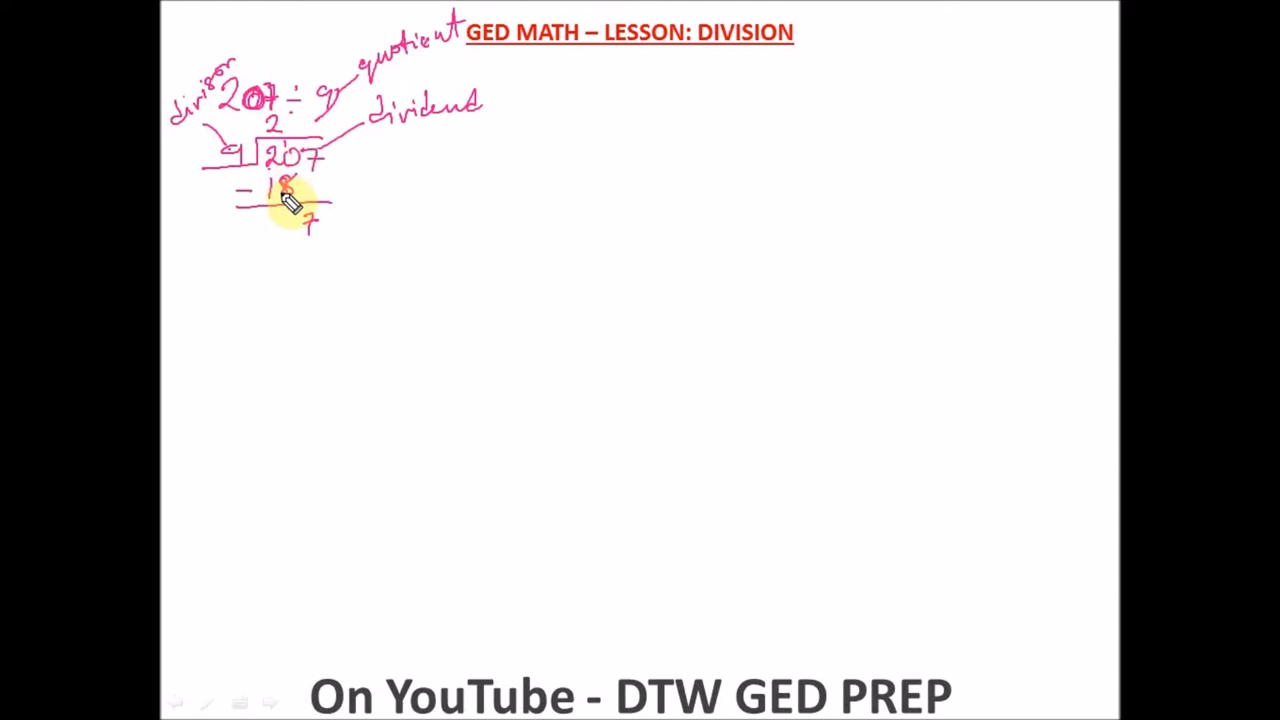 GED MATH – LESSON: DIVISION
quotient
divisor
207 ÷ 9
dividend
2
9 207
- 18
7
On YouTube - DTW GED PREP